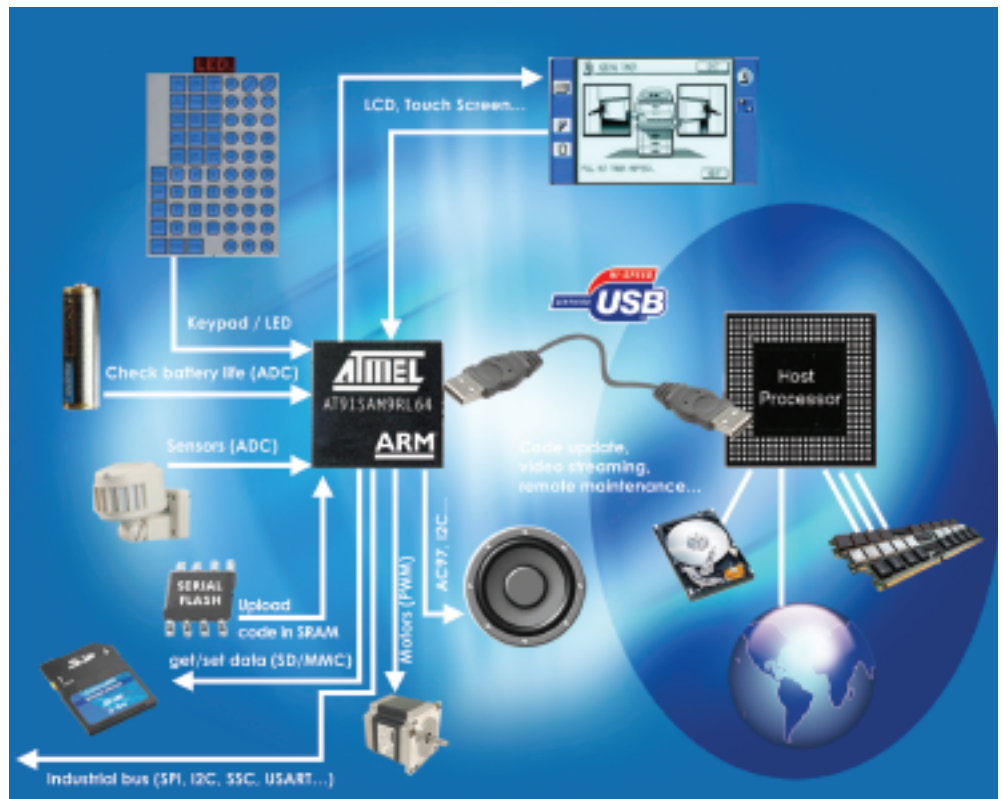 LED
LCD, Touch Screen...
HI-SPEED
USB
Keypad / LED
Check battery life (ADC)
ATMEL
AT91SAM9RL64
ARM
Host
Processor
Sensors (ADC)
Code update,
video streaming,
remote maintenance...
SERIAL
FLASH
Upload
code in SRAM
AC97, I2C...
Motors (PWM)
get/set data (SD/MMC)
Industrial bus (SPI, I2C, SSC, USART...)